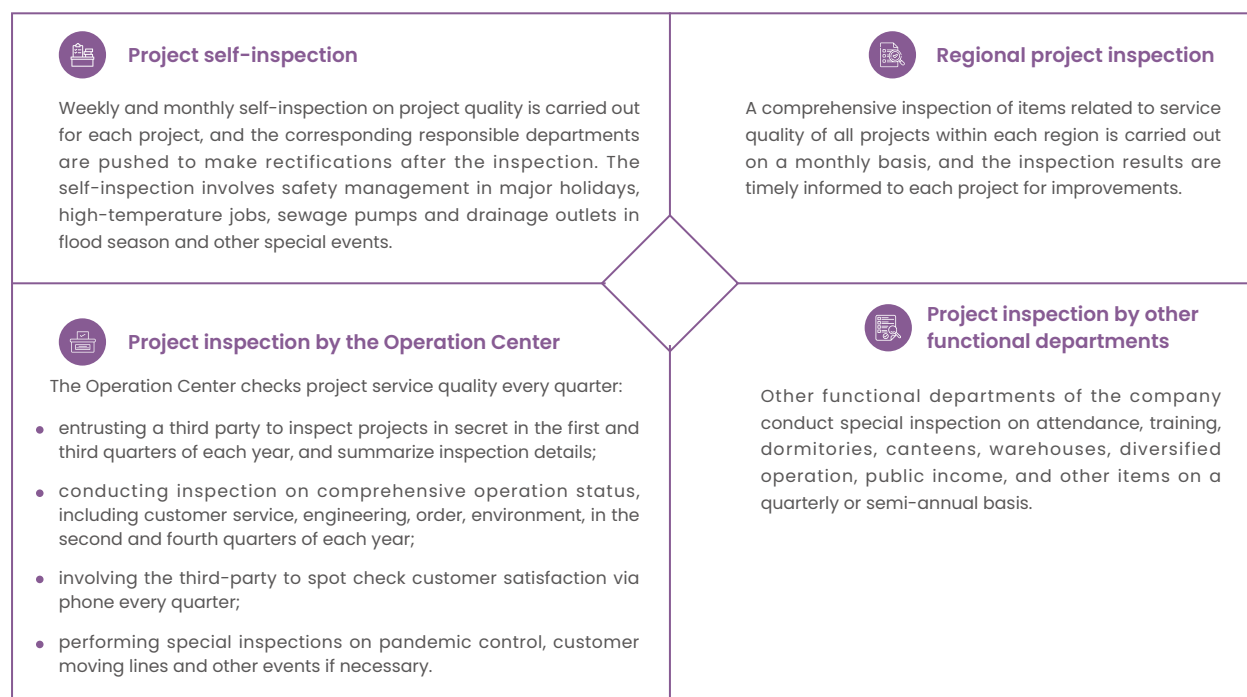 Project self-inspection
Weekly and monthly self-inspection on project quality is carried out
for each project, and the corresponding responsible departments
are pushed to make rectifications after the inspection. The
self-inspection involves safety management in major holidays,
high-temperature jobs, sewage pumps and drainage outlets in
flood season and other special events.
Regional project inspection
A comprehensive inspection of items related to service
quality of all projects within each region is carried out
on a monthly basis, and the inspection results are
timely informed to each project for improvements.
Project inspection by the Operation Center
The Operation Center checks project service quality every quarter:
• entrusting a third party to inspect projects in secret in the first and
third quarters of each year, and summarize inspection details;
• conducting inspection on comprehensive operation status,
including customer service, engineering, order, environment, in the
second and fourth quarters of each year;
• involving the third-party to spot check customer satisfaction via
phone every quarter;
• performing special inspections on pandemic control, customer
moving lines and other events if necessary.
Project inspection by other
functional departments
Other functional departments of the company
conduct special inspection on attendance, training,
dormitories, canteens, warehouses, diversified
operation, public income, and other items on a
quarterly or semi-annual basis.